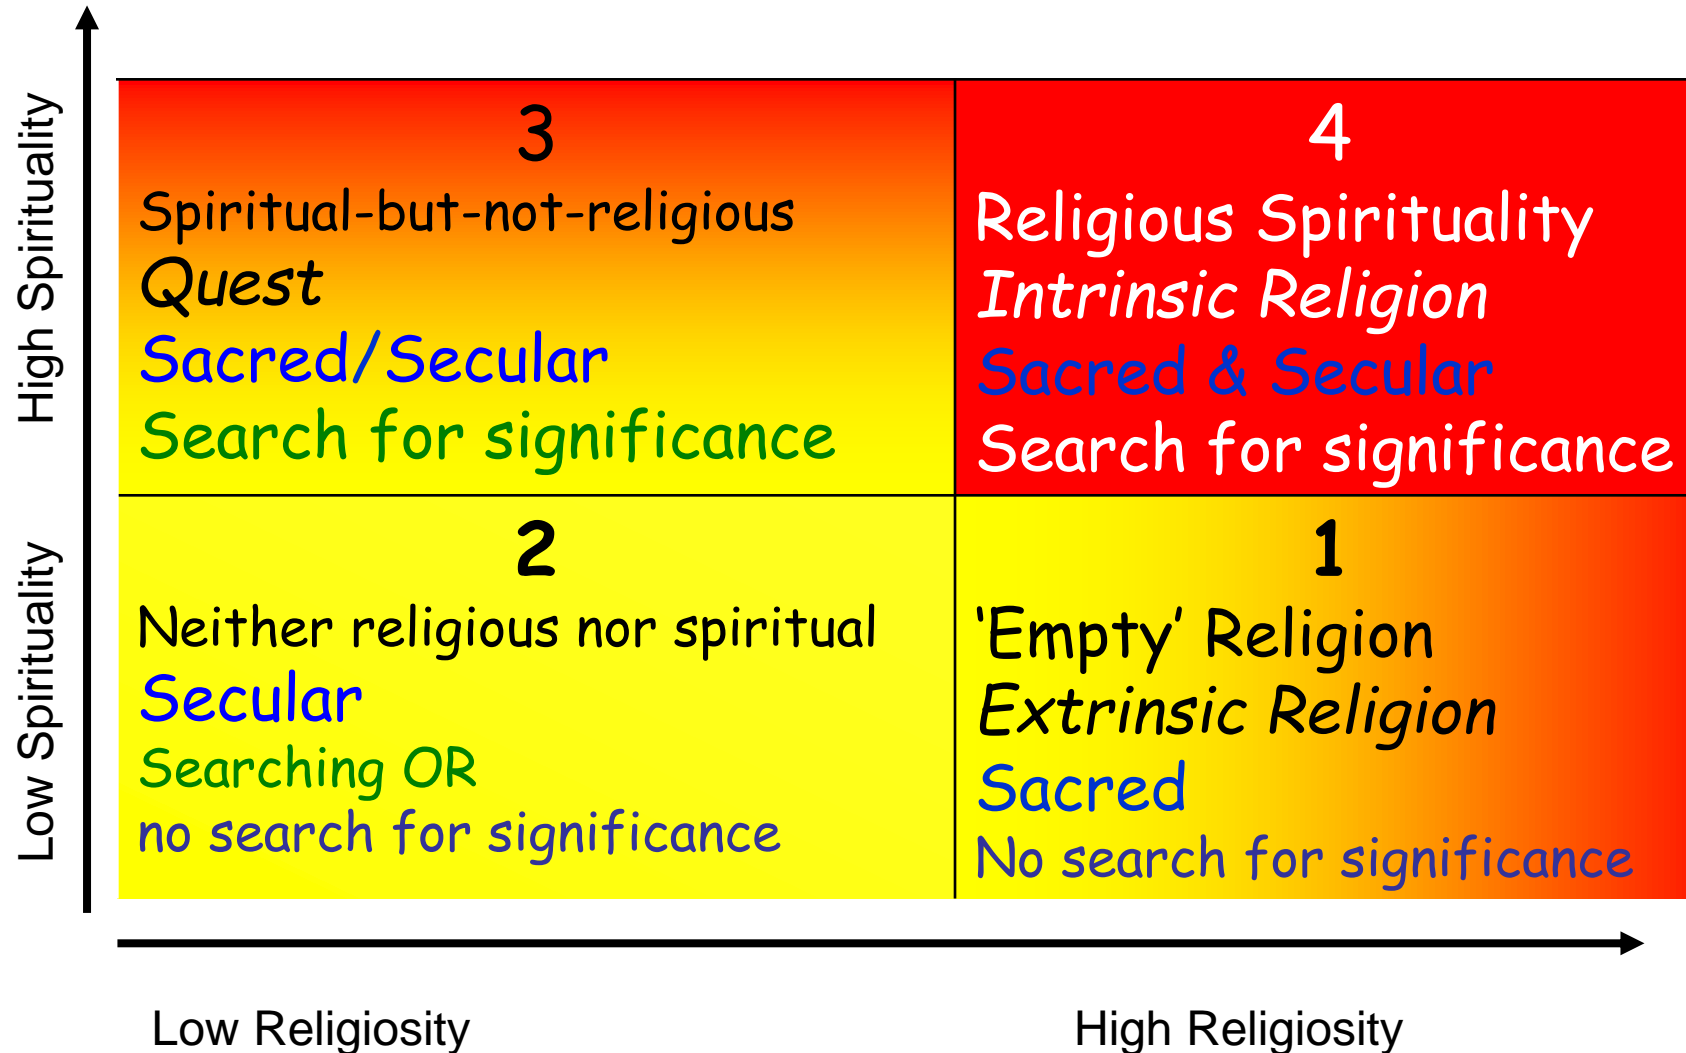 High Spirituality
3
Spiritual-but-not-religious
Quest
Sacred/Secular
Search for significance
4
Religious Spirituality
Intrinsic Religion
Sacred & Secular
Search for significance
Low Spirituality
2
Neither religious nor spiritual
Secular
Searching OR
no search for significance
1
‘Empty’ Religion
Extrinsic Religion
Sacred
No search for significance
Low Religiosity
High Religiosity